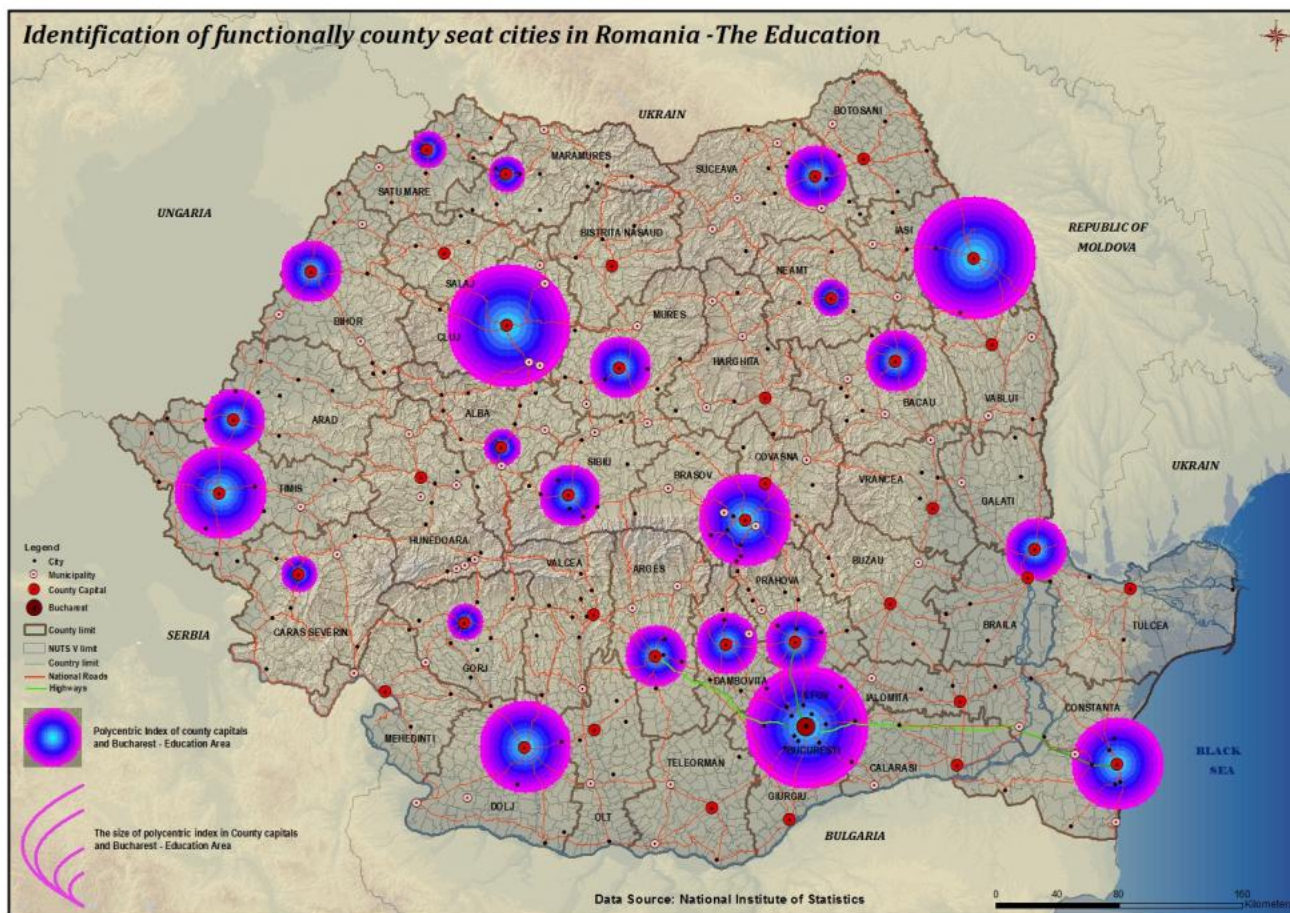 Identification of functionally county seat cities in Romania -The Education
UKRAIN
BOTOSANI
MARAMURES
SUCEAVA
SATU MARE
UNGARIA
BISTRITA NASAUD
IASI
REPUBLIC OF
MOLDOVA
NEAMT
SALAJ
BIHOR
MURES
CLUJ
HARGHITA
BACAU
VASLUI
ARAD
ALBA
COVASNA
SIBIU
BRASOV
VRANCEA
UKRAIN
GALATI
TIMIS
HUNEDOARA
VALCEA
ARGES
BUZAU
PRAHOVA
Legend
City
Municipality
County Capital
Bucharest
County limit
NUTS V limit
Country limit
National Roads
Highways
SERBIA
CARAS SEVERIN
BRAILA
TULCEA
GORJ
DAMBOVITA
IALOMITA
CONSTANTA
Polycentric Index of county capitals
and Bucharest - Education Area
MEHEDINTI
BUCURESTI
BLACK
SEA
TELEORMAN
CALARASI
GIURGIU
DOLJ
OLT
BULGARIA
The size of polycentric index in County capitals
and Bucharest - Education Area
Data Source: National Institute of Statistics
0 40 80 160
Kilometers